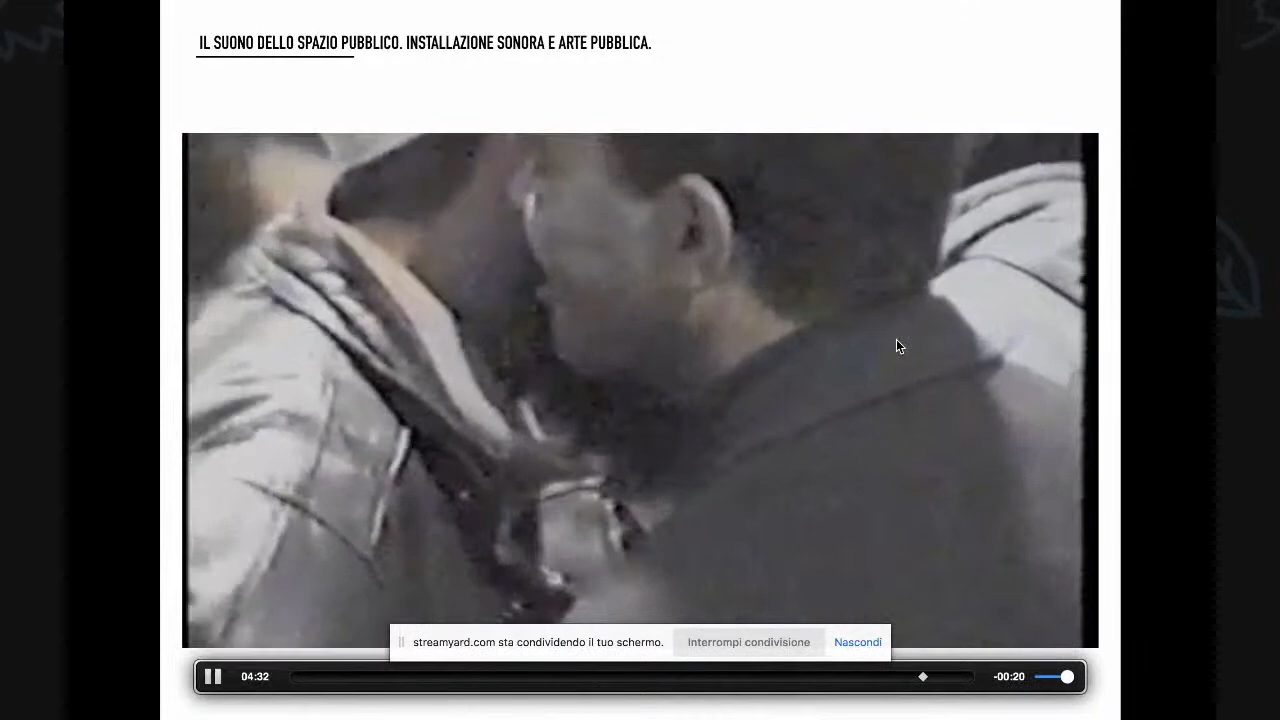 IL SUONO DELLO SPAZIO PUBBLICO. INSTALLAZIONE SONORA E ARTE PUBBLICA.
streamyard.com sta condividendo il tuo schermo. Interrompi condivisione Nascondi
04:32 -00:20